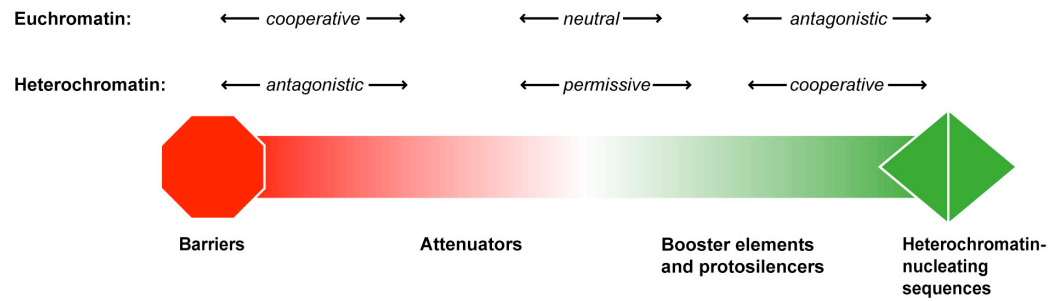 Euchromatin: cooperative neutral antagonistic
Heterochromatin: antagonistic permissive cooperative
Barriers
Attenuators
Booster elements
and protosilencers
Heterochromatin-
nucleating
sequences